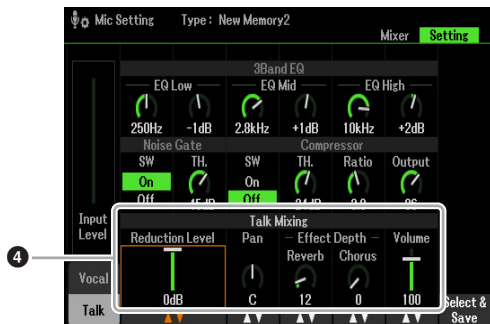 Mic Setting Type : New Memory2
Mixer Setting
3Band EQ
EQ Low EQ Mid EQ High
250Hz -1dB 2.8kHz +1dB 10kHz +2dB
Noise Gate Compressor
SW TH. SW TH. Ratio Output
On On
Off Off
Input Level
Talk Mixing
Reduction Level Pan Effect Depth Volume
Reverb Chorus
4
Vocal
0dB C 12 0 100
Talk
Select & Save